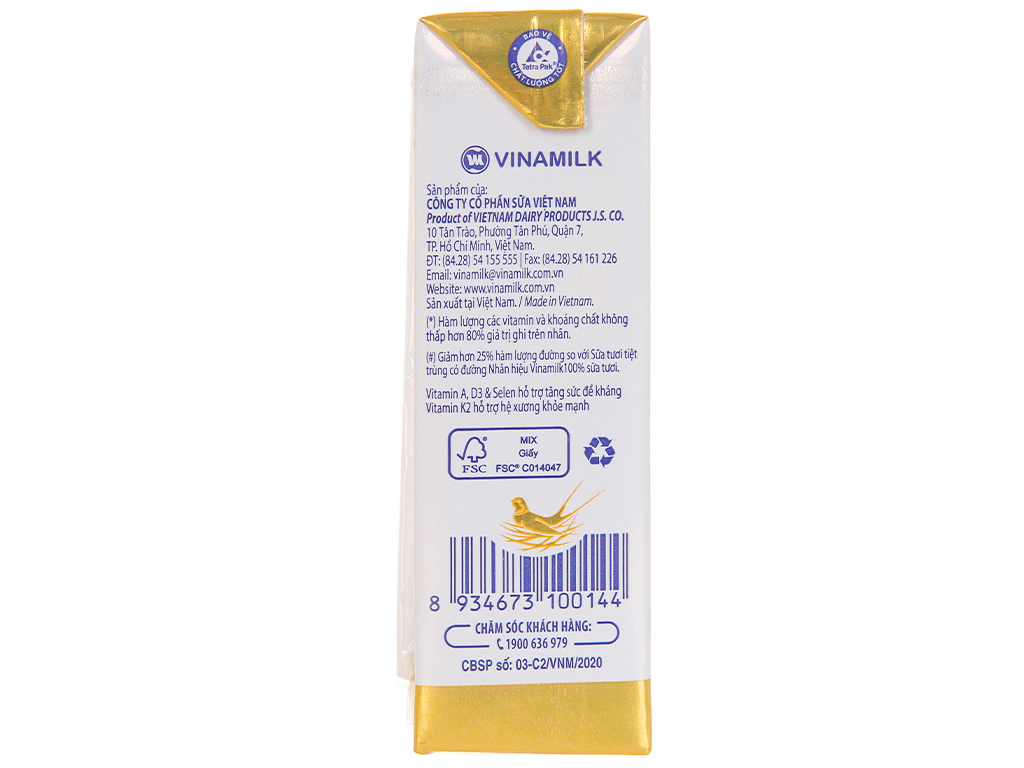 BẢO VỆ
Tetra Pak®
CHẤT LƯỢNG TỐT
VINAMILK
Sản phẩm của:
CÔNG TY CỔ PHẦN SỮA VIỆT NAM
Product of VIETNAM DAIRY PRODUCTS J.S. CO.
10 Tân Trào, Phường Tân Phú, Quận 7,
TP. Hồ Chí Minh, Việt Nam.
ĐT: (84.28) 54 155 555 | Fax: (84.28) 54 161 226
Email: vinamilk@vinamilk.com.vn
Website: www.vinamilk.com.vn
Sản xuất tại Việt Nam. / Made in Vietnam.
(*) Hàm lượng các vitamin và khoáng chất không
thấp hơn 80% giá trị ghi trên nhãn.
(#) Giảm hơn 25% hàm lượng đường so với Sữa tươi tiệt
trùng có đường Nhãn hiệu Vinamilk100% sữa tươi.
Vitamin A, D3 & Selen hỗ trợ tăng sức đề kháng
Vitamin K2 hỗ trợ hệ xương khỏe mạnh
MIX
Giấy
FSC FSC® C014047
8 934673 100144
CHĂM SÓC KHÁCH HÀNG:
1900 636 979
CBSP số: 03-C2/VNM/2020